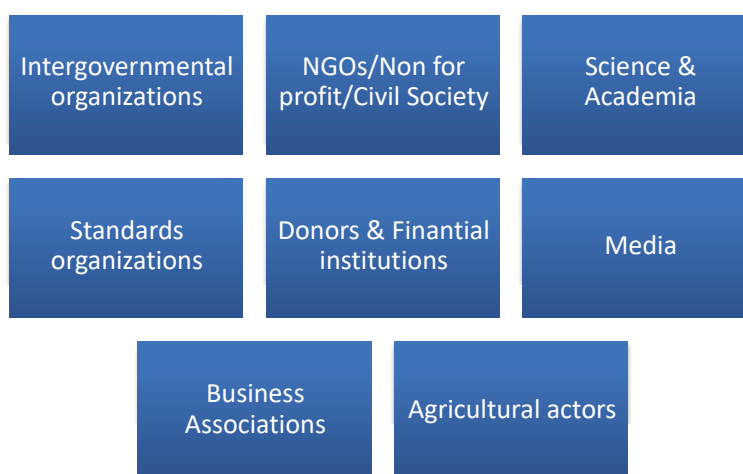 Intergovernmental
organizations
NGOs/Non for
profit/Civil Society
Science &
Academia
Standards
organizations
Donors & Finantial
institutions
Media
Business
Associations
Agricultural actors